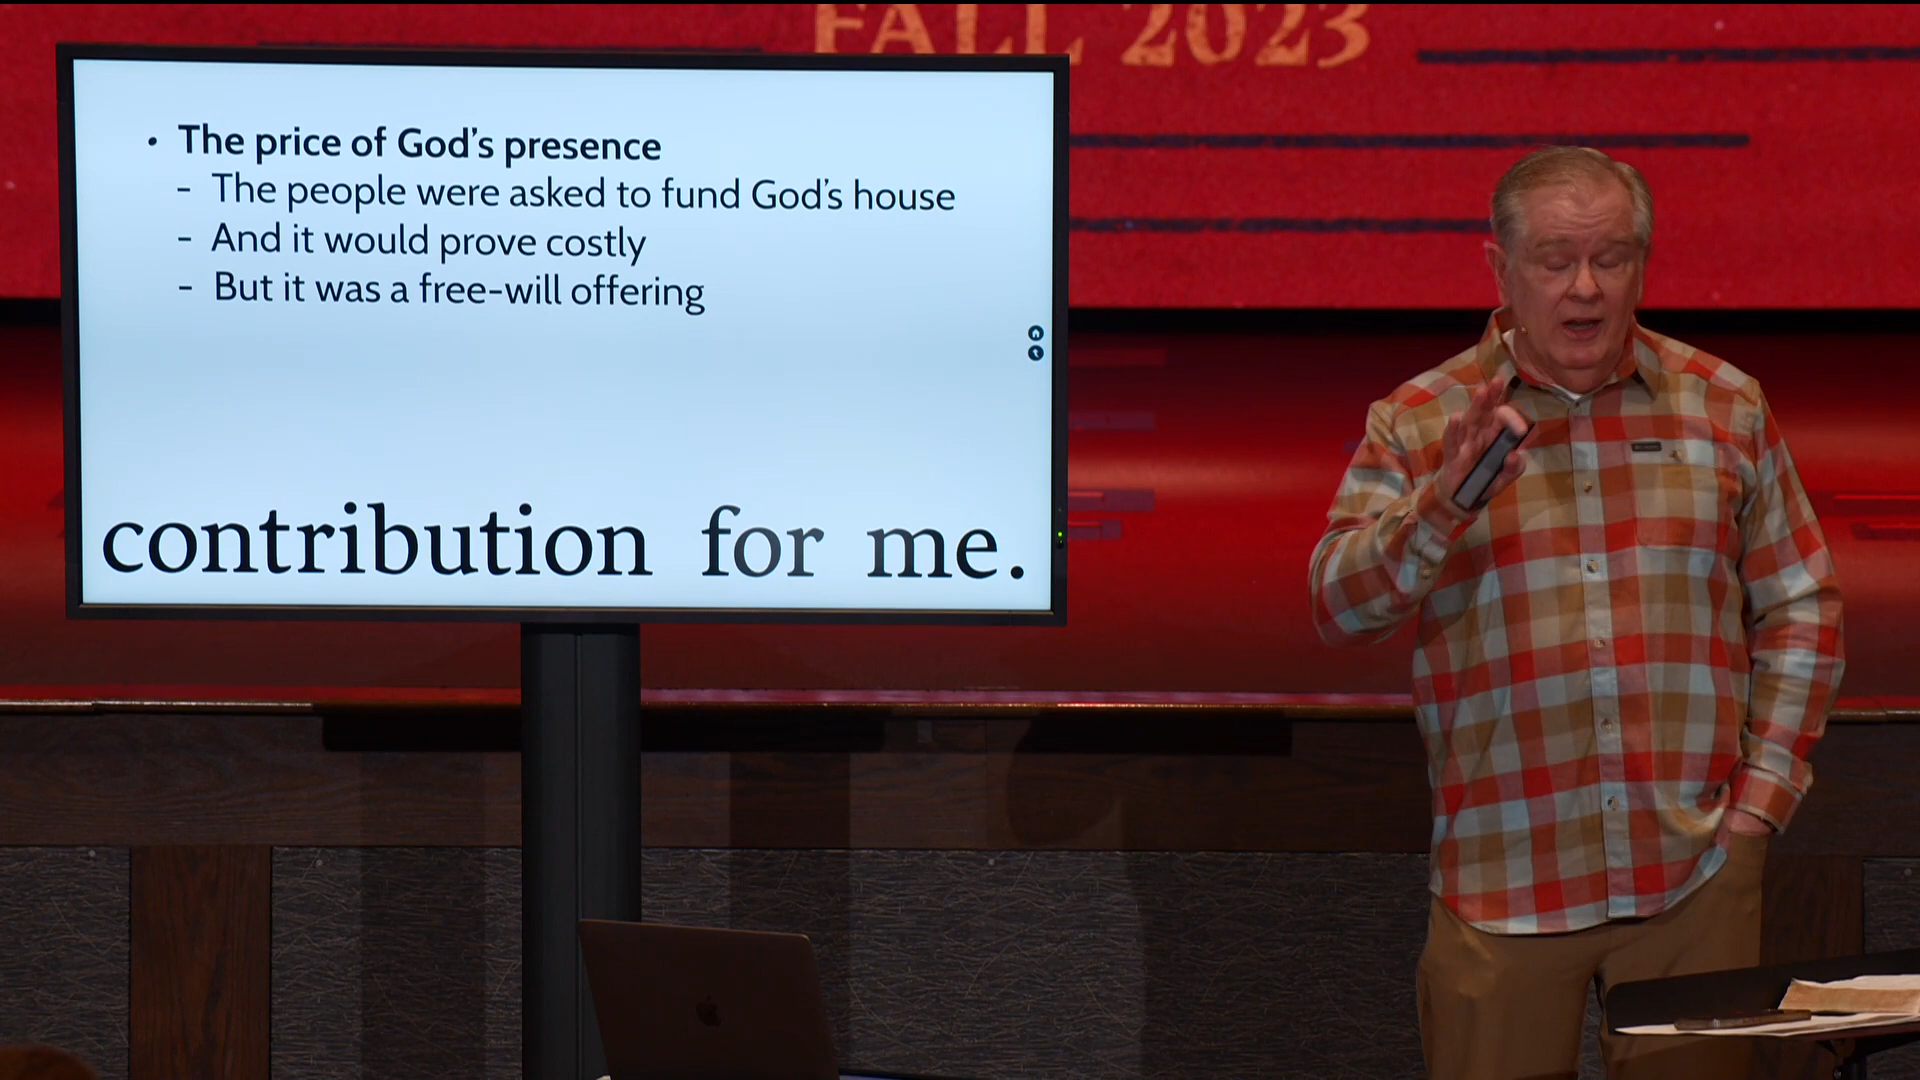 FALL 2023
• The price of God's presence
- The people were asked to fund God's house
- And it would prove costly
- But it was a free-will offering
contribution for me.